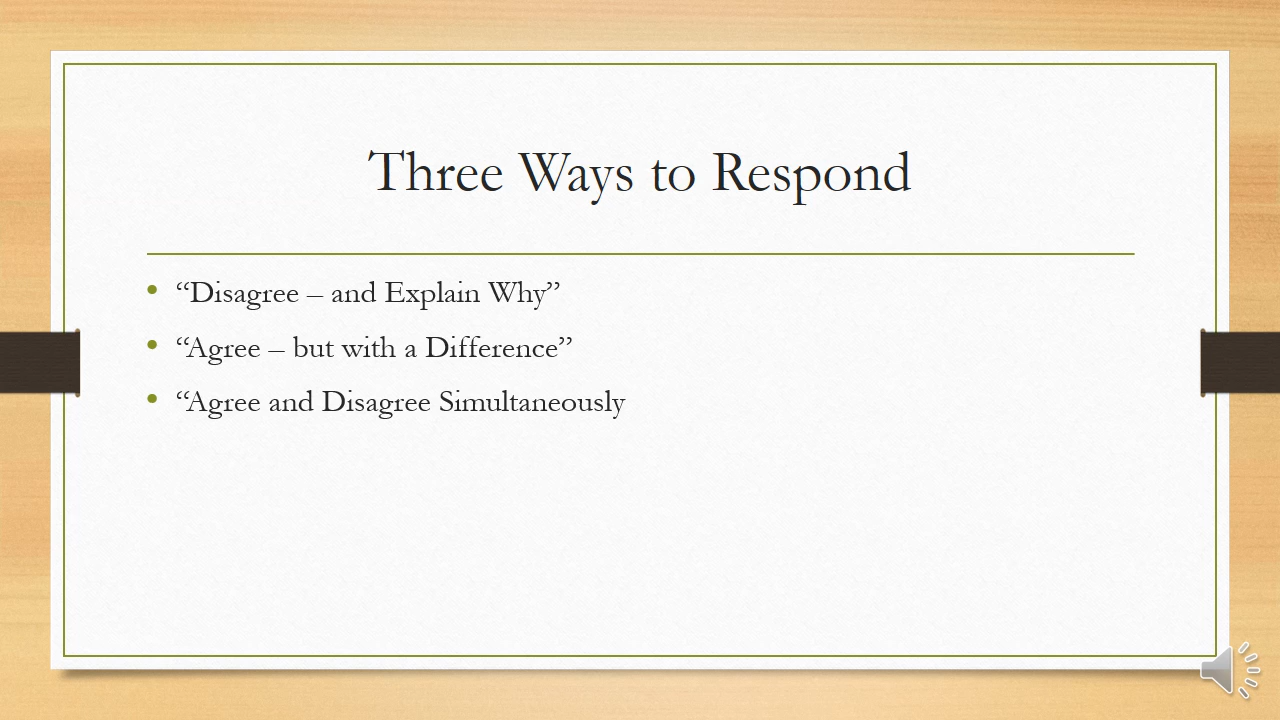 Three Ways to Respond
• “Disagree – and Explain Why”
• “Agree – but with a Difference”
• “Agree and Disagree Simultaneously